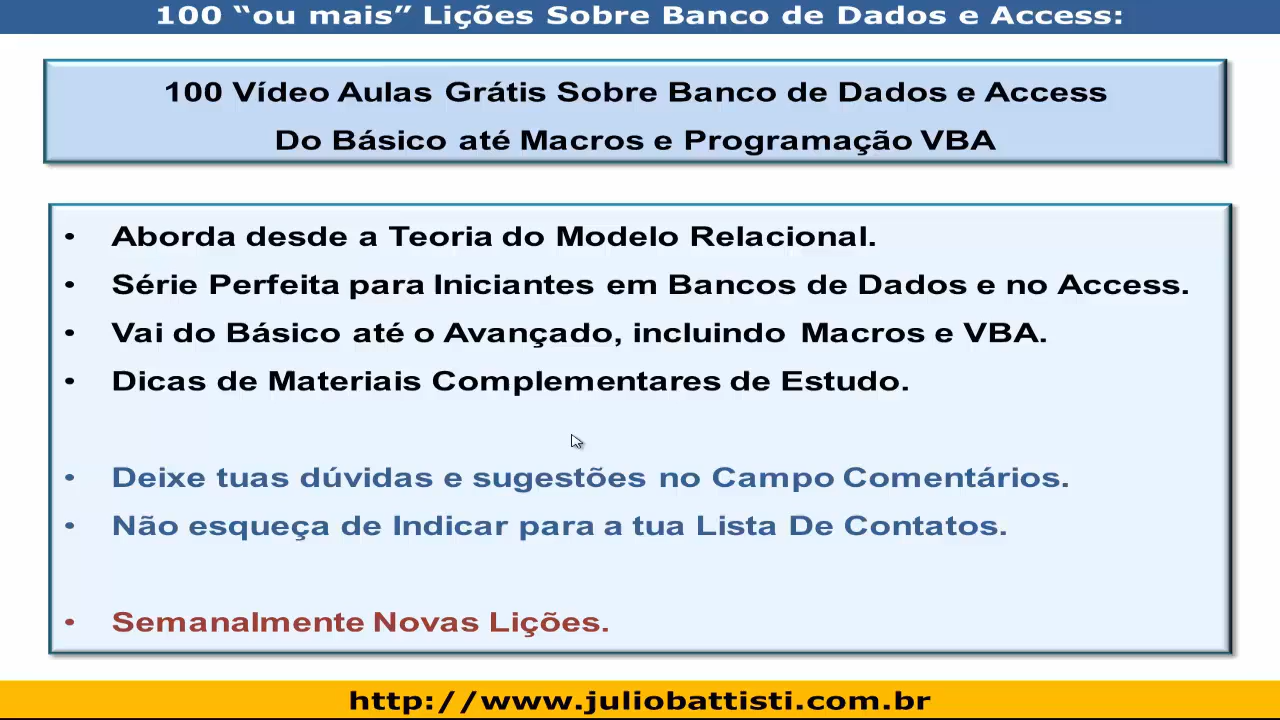 100 “ou mais” Lições Sobre Banco de Dados e Access:
100 Vídeo Aulas Grátis Sobre Banco de Dados e Access
Do Básico até Macros e Programação VBA
• Aborda desde a Teoria do Modelo Relacional.
• Série Perfeita para Iniciantes em Bancos de Dados e no Access.
• Vai do Básico até o Avançado, incluindo Macros e VBA.
• Dicas de Materiais Complementares de Estudo.
• Deixe tuas dúvidas e sugestões no Campo Comentários.
• Não esqueça de Indicar para a tua Lista De Contatos.
• Semanalmente Novas Lições.
http://www.juliobattisti.com.br